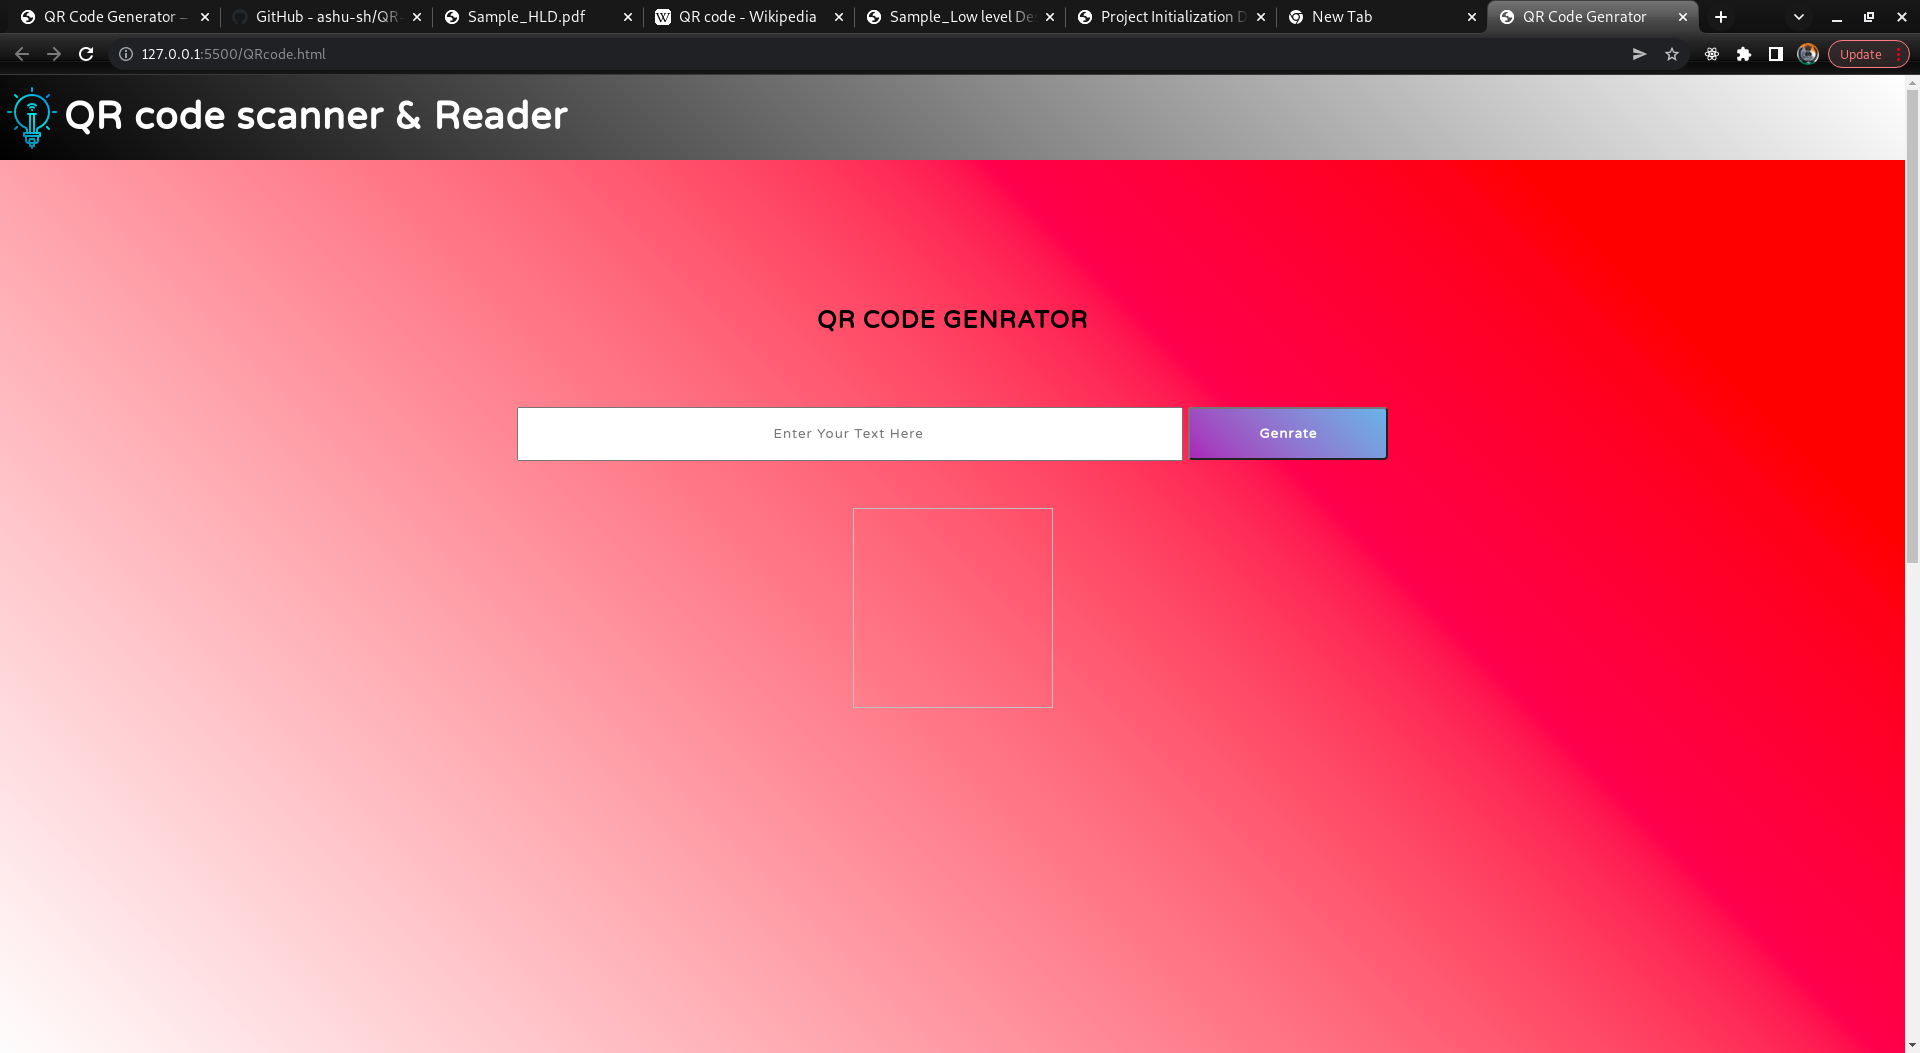 QR Code Generator –
GitHub - ashu-sh/QR-
Sample_HLD.pdf
QR code - Wikipedia
Sample_Low level De
Project Initialization D
New Tab
QR Code Genrator
127.0.0.1:5500/QRcode.html
Update
QR code scanner & Reader
QR CODE GENRATOR
Enter Your Text Here
Genrate